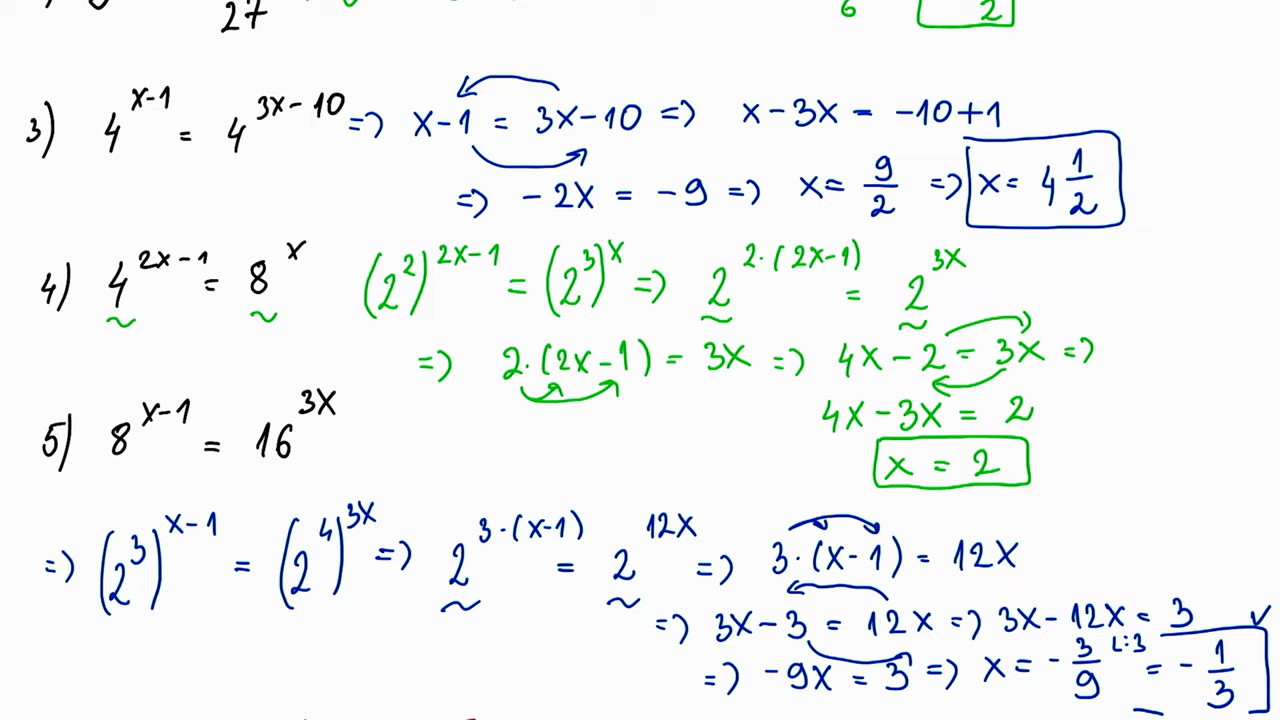 27
6
2
3) 4^(x-1) = 4^(3x-10) => x-1 = 3x-10 => x-3x = -10+1
=> -2x = -9 => x = 9/2 => x = 4 1/2
4) 4^(2x-1) = 8^x (2^2)^(2x-1) = (2^3)^x => 2^(2·(2x-1)) = 2^(3x)
=> 2·(2x-1) = 3x => 4x-2 = 3x =>
4x-3x = 2
x = 2
5) 8^(x-1) = 16^(3x)
=> (2^3)^(x-1) = (2^4)^(3x) => 2^(3·(x-1)) = 2^(12x) => 3·(x-1) = 12x
=> 3x-3 = 12x => 3x-12x = 3
=> -9x = 3 => x = -3/9 |:3 = -1/3